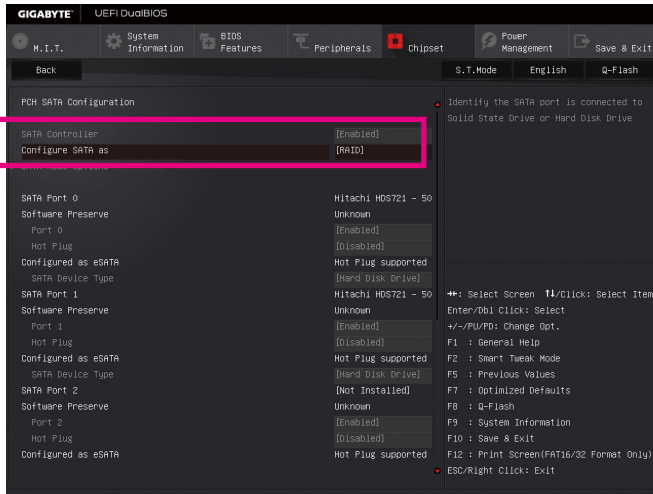 GIGABYTE™ UEFI DualBIOS
M.I.T. System Information BIOS Features Peripherals Chipset Power Management Save & Exit
Back S.T.Mode English Q-Flash
PCH SATA Configuration
SATA Controller [Enabled]
Configure SATA as [RAID]
SATA Port 0 Hitachi HDS721 - 50
Software Preserve Unknown
Port 0 [Enabled]
Hot Plug [Disabled]
Configured as eSATA Hot Plug supported
SATA Device Type [Hard Disk Drive]
SATA Port 1 Hitachi HDS721 - 50
Software Preserve Unknown
Port 1 [Enabled]
Hot Plug [Disabled]
Configured as eSATA Hot Plug supported
SATA Device Type [Hard Disk Drive]
SATA Port 2 [Not Installed]
Software Preserve Unknown
Port 2 [Enabled]
Hot Plug [Disabled]
Configured as eSATA Hot Plug supported
Identify the SATA port is connected to
Solid State Drive or Hard Disk Drive
→←: Select Screen ↑↓/Click: Select Item
Enter/Dbl Click: Select
+/-/PU/PD: Change Opt.
F1 : General Help
F2 : Smart Tweak Mode
F5 : Previous Values
F7 : Optimized Defaults
F8 : Q-Flash
F9 : System Information
F10 : Save & Exit
F12 : Print Screen(FAT16/32 Format Only)
ESC/Right Click: Exit